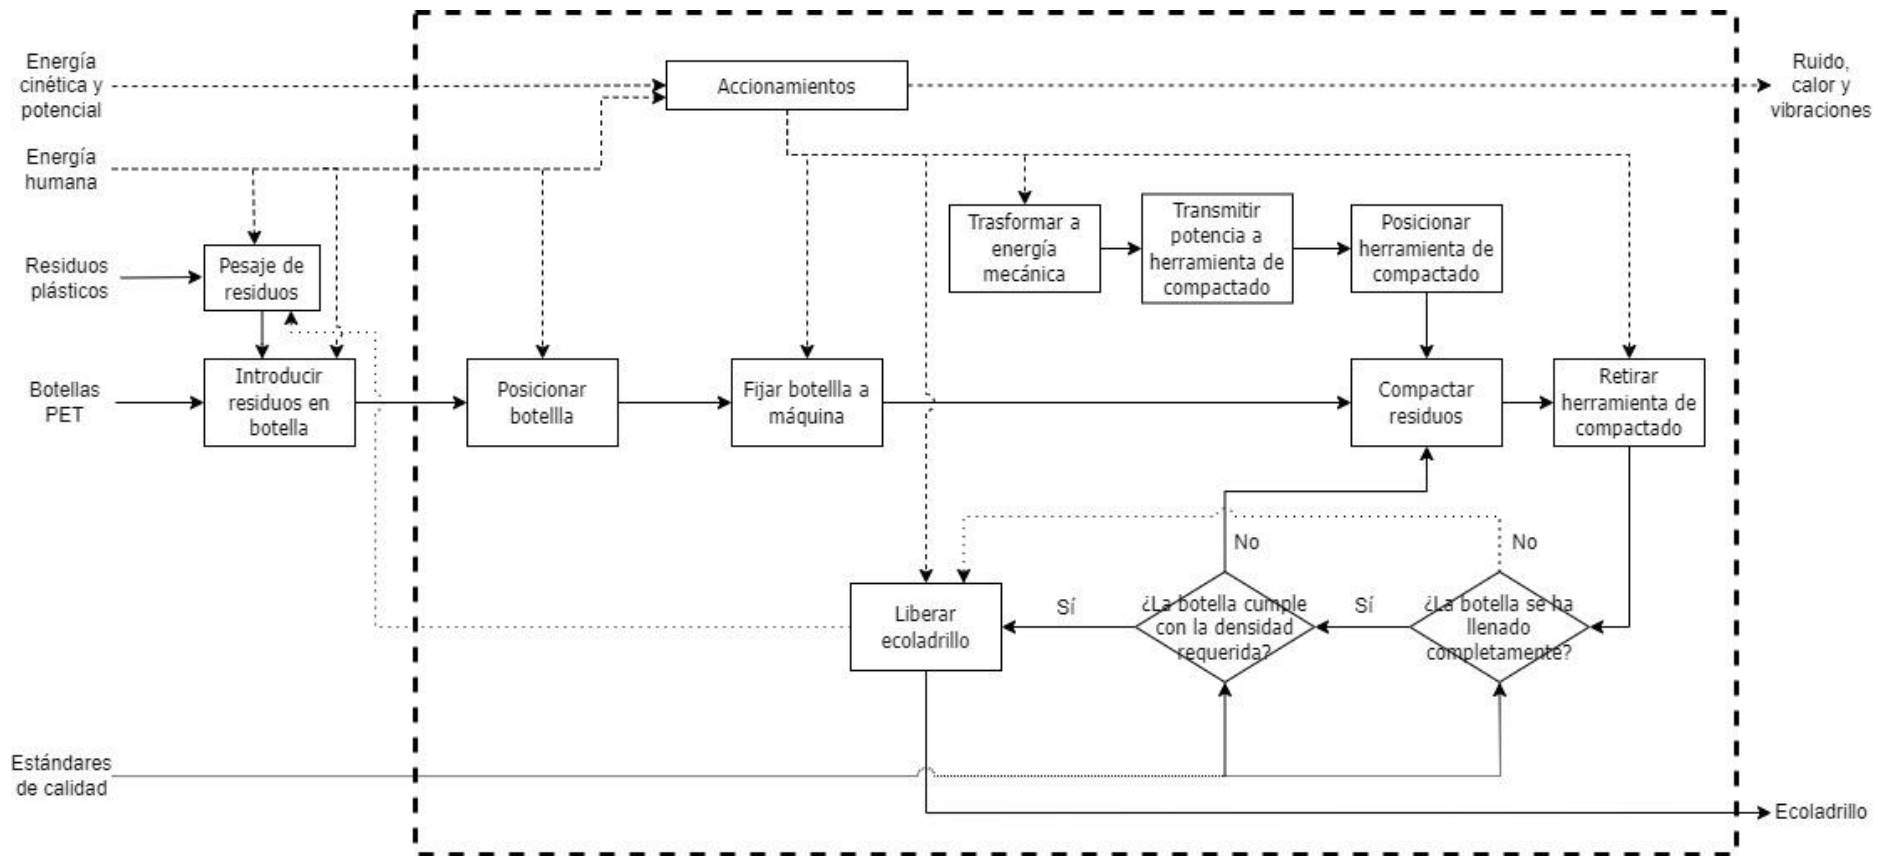 Energía
cinética y
potencial
Accionamientos
Ruido,
calor y
vibraciones
Energía
humana
Trasformar a
energía
mecánica
Transmitir
potencia a
herramienta de
compactado
Posicionar
herramienta de
compactado
Residuos
plásticos
Pesaje de
residuos
Botellas
PET
Introducir
residuos en
botella
Posicionar
botellla
Fijar botellla a
máquina
Compactar
residuos
Retirar
herramienta de
compactado
No
No
Liberar
ecoladrillo
Sí
¿La botella cumple
con la densidad
requerida?
Sí
¿La botella se ha
llenado
completamente?
Estándares
de calidad
Ecoladrillo